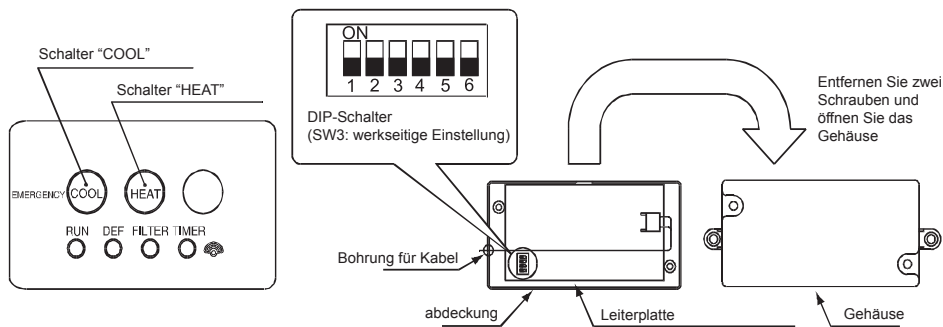 Schalter “COOL”
Schalter “HEAT”
EMERGENCY COOL HEAT
RUN DEF FILTER TIMER
ON
1 2 3 4 5 6
DIP-Schalter
(SW3: werkseitige Einstellung)
Entfernen Sie zwei
Schrauben und
öffnen Sie das
Gehäuse
Bohrung für Kabel
abdeckung
Leiterplatte
Gehäuse